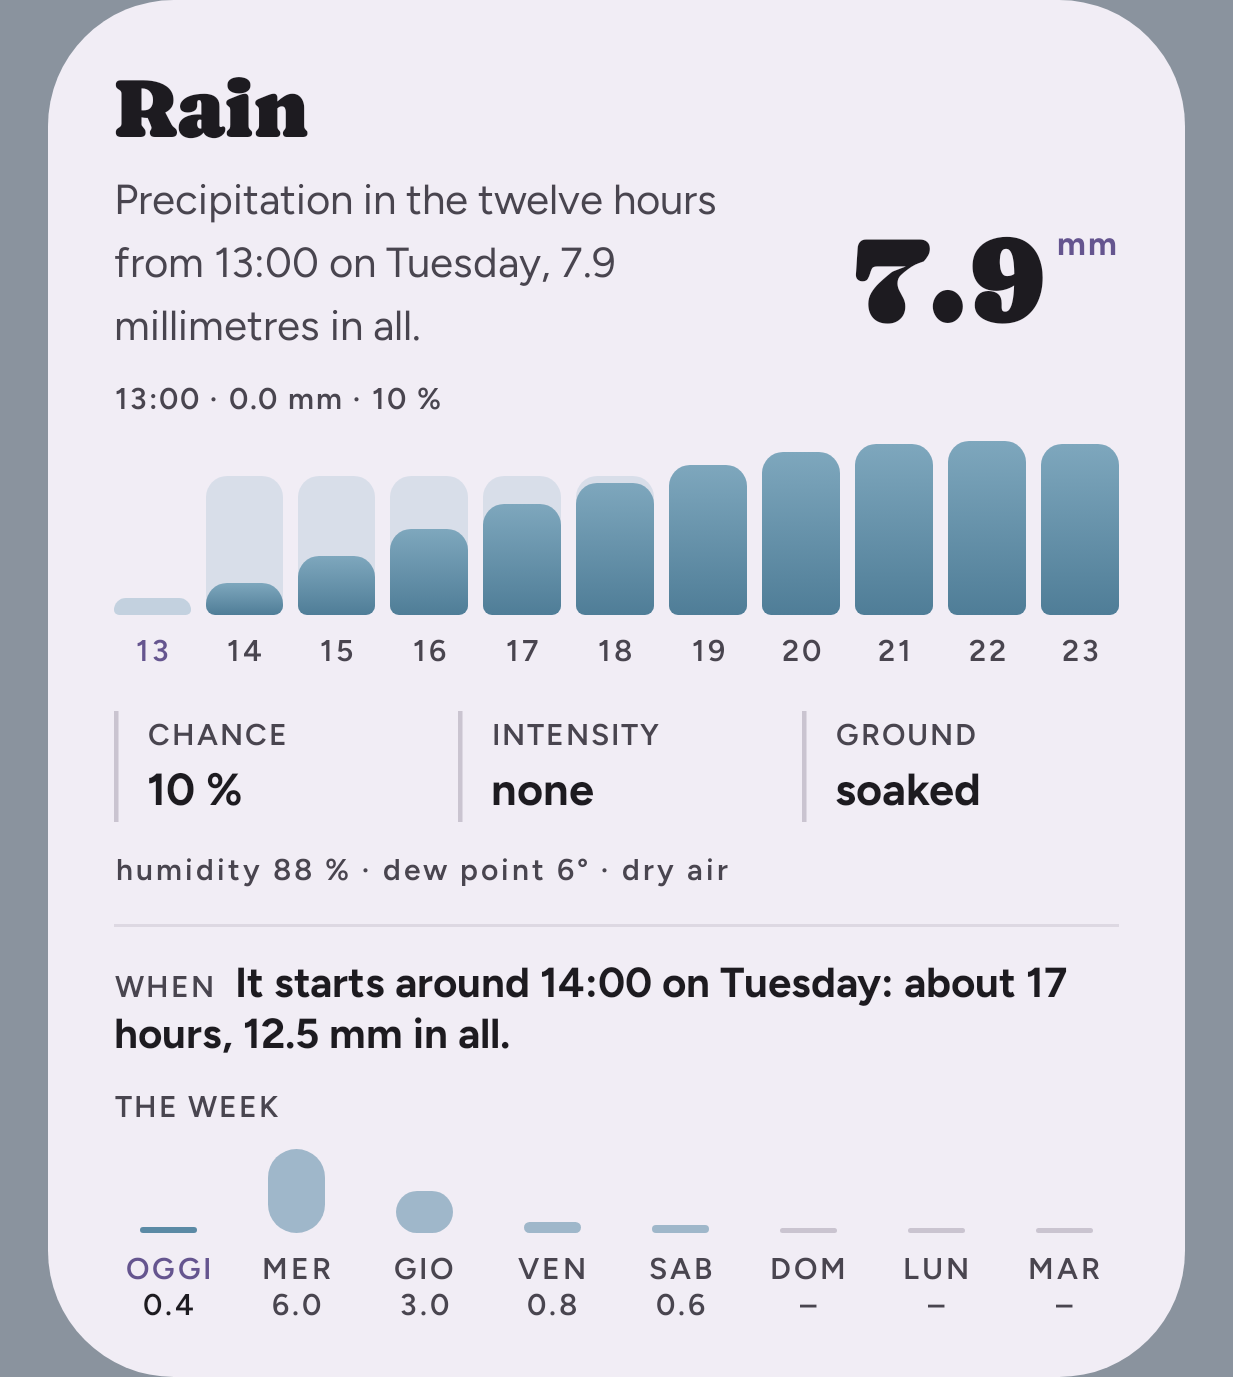 Rain
Precipitation in the twelve hours
from 13:00 on Tuesday, 7.9
millimetres in all.
7.9 mm
13:00 · 0.0 mm · 10 %
13 14 15 16 17 18 19 20 21 22 23
CHANCE INTENSITY GROUND
10 % none soaked
humidity 88 % · dew point 6° · dry air
WHEN It starts around 14:00 on Tuesday: about 17
hours, 12.5 mm in all.
THE WEEK
OGGI MER GIO VEN SAB DOM LUN MAR
0.4 6.0 3.0 0.8 0.6 – – –